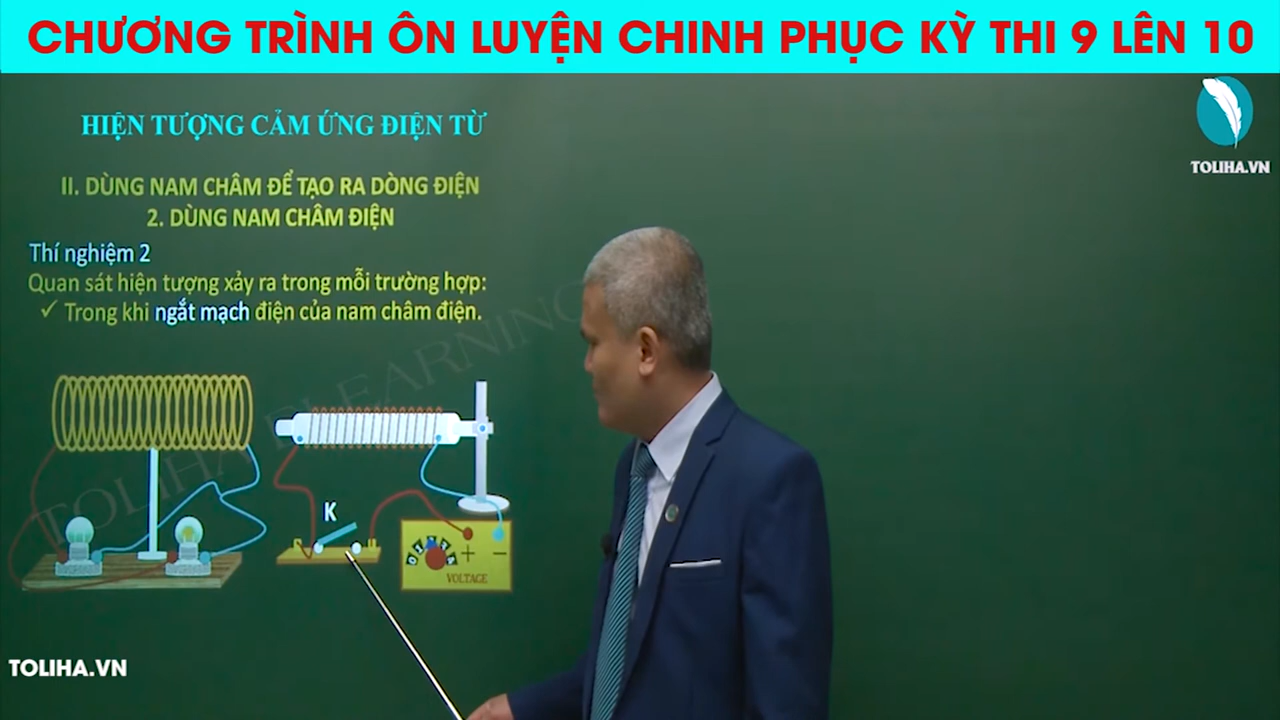 CHƯƠNG TRÌNH ÔN LUYỆN CHINH PHỤC KỲ THI 9 LÊN 10
TOLIHA.VN
HIỆN TƯỢNG CẢM ỨNG ĐIỆN TỪ
II. DÙNG NAM CHÂM ĐỂ TẠO RA DÒNG ĐIỆN
2. DÙNG NAM CHÂM ĐIỆN
Thí nghiệm 2
Quan sát hiện tượng xảy ra trong mỗi trường hợp:
✓ Trong khi ngắt mạch điện của nam châm điện.
TOLIHA ELEARNING
K
+ −
VOLTAGE
TOLIHA.VN